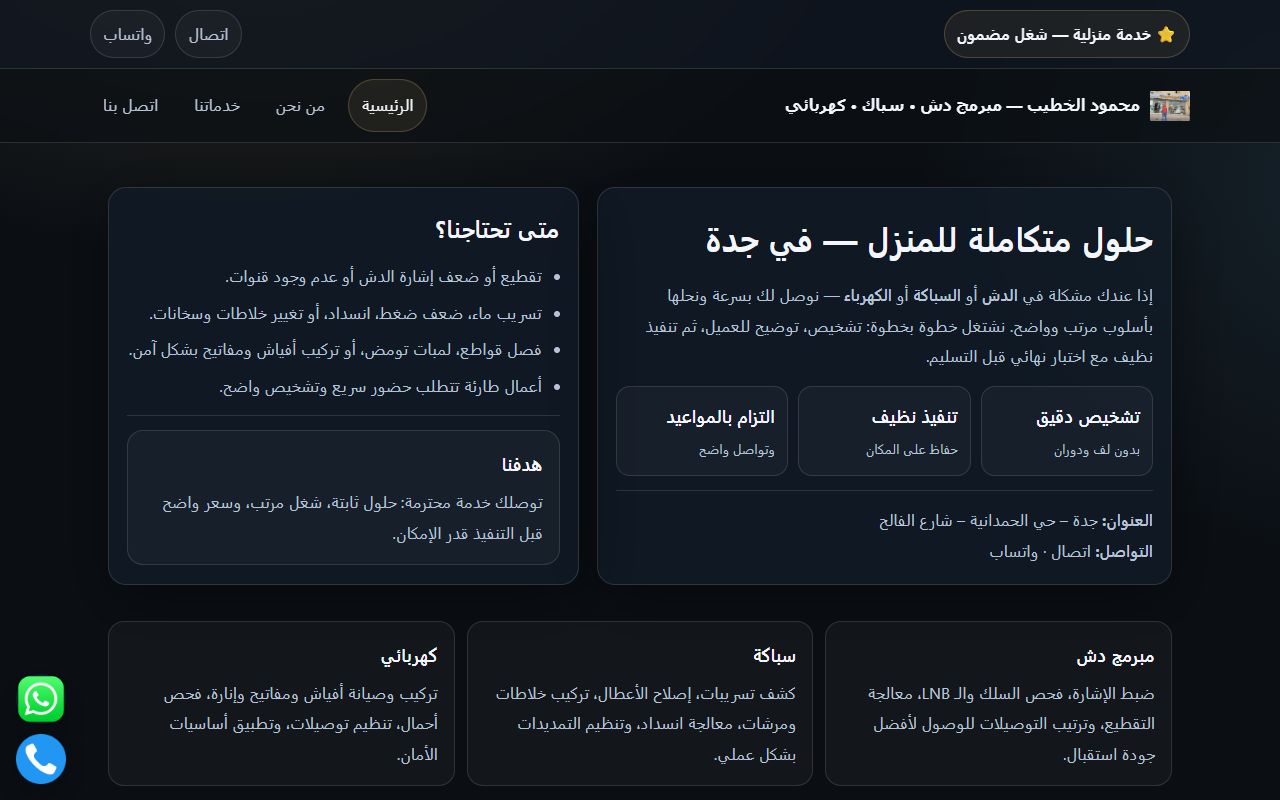 خدمة منزلية — شغل مضمون
اتصال
واتساب
محمود الخطيب — مبرمج دش • سباك • كهربائي
الرئيسية
من نحن
خدماتنا
اتصل بنا
حلول متكاملة للمنزل — في جدة
إذا عندك مشكلة في الدش أو السباكة أو الكهرباء — نوصل لك بسرعة ونحلها
بأسلوب مرتب وواضح. نشتغل خطوة بخطوة: تشخيص، توضيح للعميل، ثم تنفيذ
نظيف مع اختبار نهائي قبل التسليم.
تشخيص دقيق
بدون لف ودوران
تنفيذ نظيف
حفاظ على المكان
التزام بالمواعيد
وتواصل واضح
العنوان: جدة – حي الحمدانية – شارع الفالح
التواصل: اتصال · واتساب
متى تحتاجنا؟
تقطيع أو ضعف إشارة الدش أو عدم وجود قنوات.
تسريب ماء، ضعف ضغط، انسداد، أو تغيير خلاطات وسخانات.
فصل قواطع، لمبات تومض، أو تركيب أفياش ومفاتيح بشكل آمن.
أعمال طارئة تتطلب حضور سريع وتشخيص واضح.
هدفنا
توصلك خدمة محترمة: حلول ثابتة، شغل مرتب، وسعر واضح
قبل التنفيذ قدر الإمكان.
مبرمج دش
ضبط الإشارة، فحص السلك والـ LNB، معالجة
التقطيع، وترتيب التوصيلات للوصول لأفضل
جودة استقبال.
سباكة
كشف تسريبات، إصلاح الأعطال، تركيب خلاطات
ومرشات، معالجة انسداد، وتنظيم التمديدات
بشكل عملي.
كهربائي
تركيب وصيانة أفياش ومفاتيح وإنارة، فحص
أحمال، تنظيم توصيلات، وتطبيق أساسيات
الأمان.